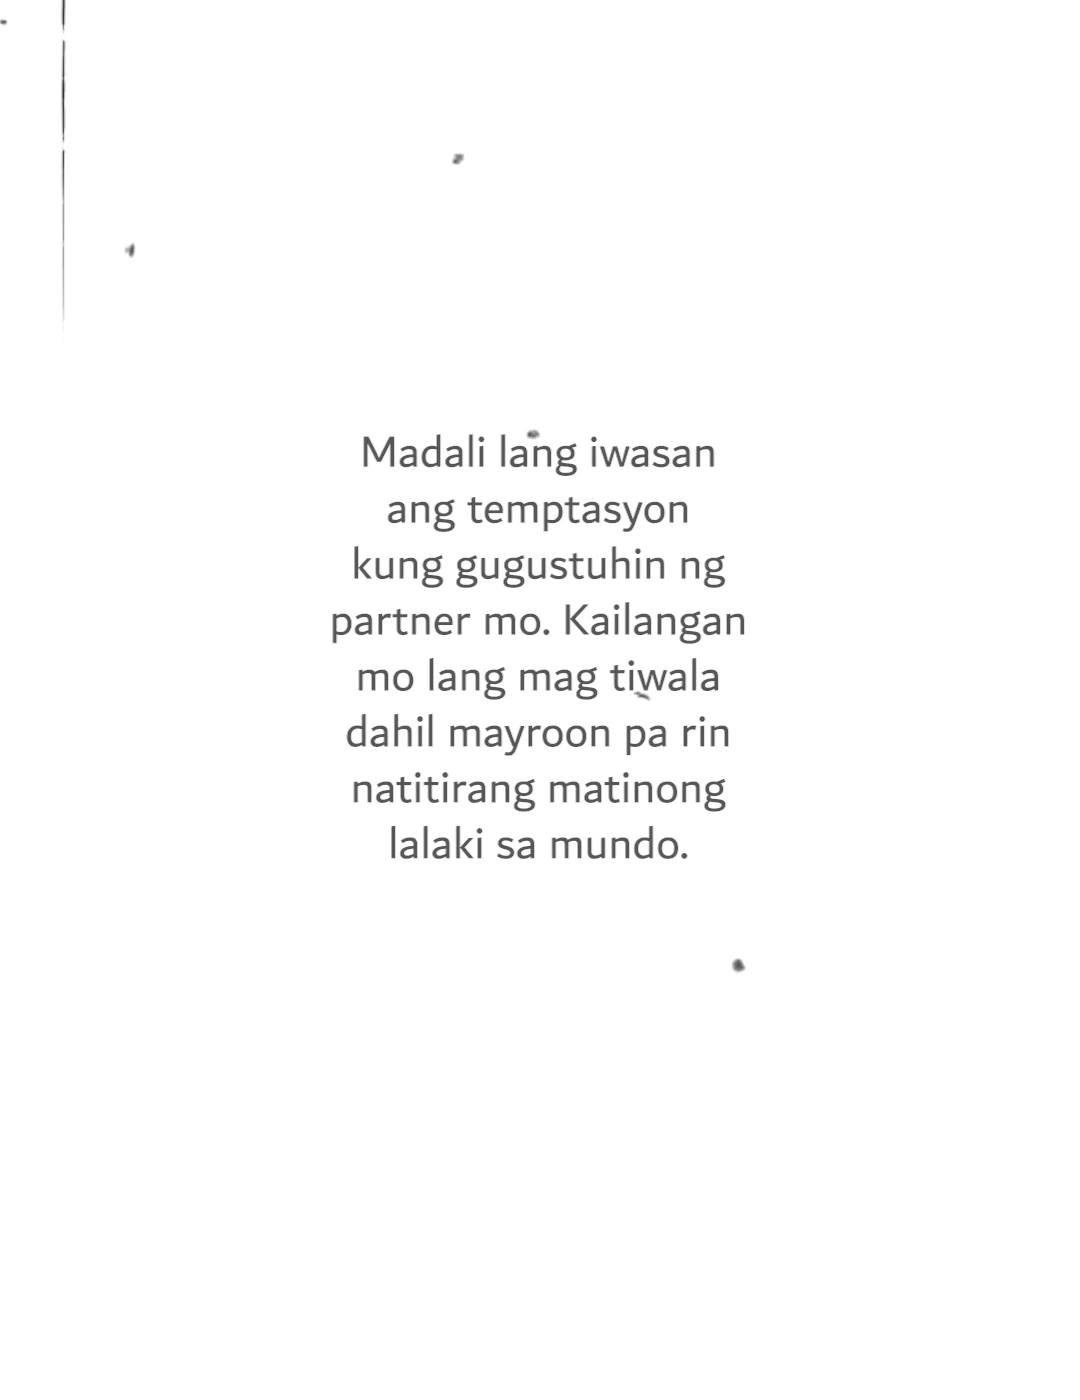 Madali lang iwasan
ang temptasyon
kung gugustuhin ng
partner mo. Kailangan
mo lang mag tiwala
dahil mayroon pa rin
natitirang matinong
lalaki sa mundo.